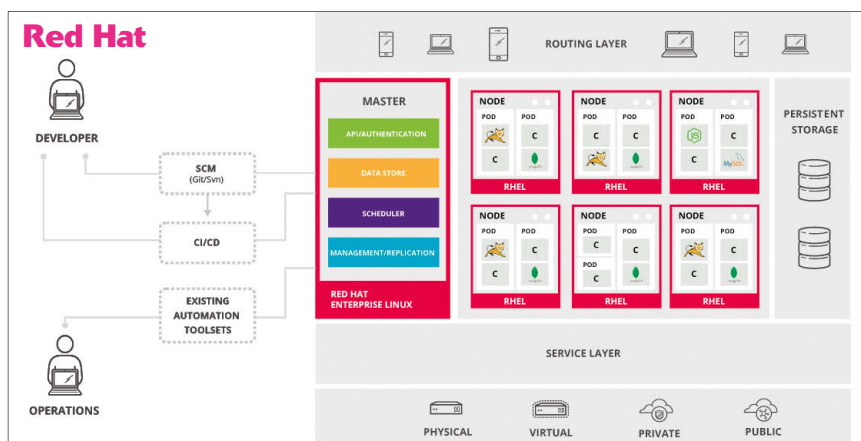 Red Hat
ROUTING LAYER
DEVELOPER
SCM
(Git/Svn)
CI/CD
EXISTING
AUTOMATION
TOOLSETS
OPERATIONS
MASTER
API/AUTHENTICATION
DATA STORE
SCHEDULER
MANAGEMENT/REPLICATION
RED HAT
ENTERPRISE LINUX
NODE
POD POD
C
C
RHEL
NODE
POD POD
C C
RHEL
NODE
POD POD
JS C
C MySQL
RHEL
NODE
POD POD
C
C
RHEL
NODE
POD POD
C C
POD
C
RHEL
NODE
POD POD
C
C
RHEL
PERSISTENT
STORAGE
SERVICE LAYER
PHYSICAL VIRTUAL PRIVATE PUBLIC